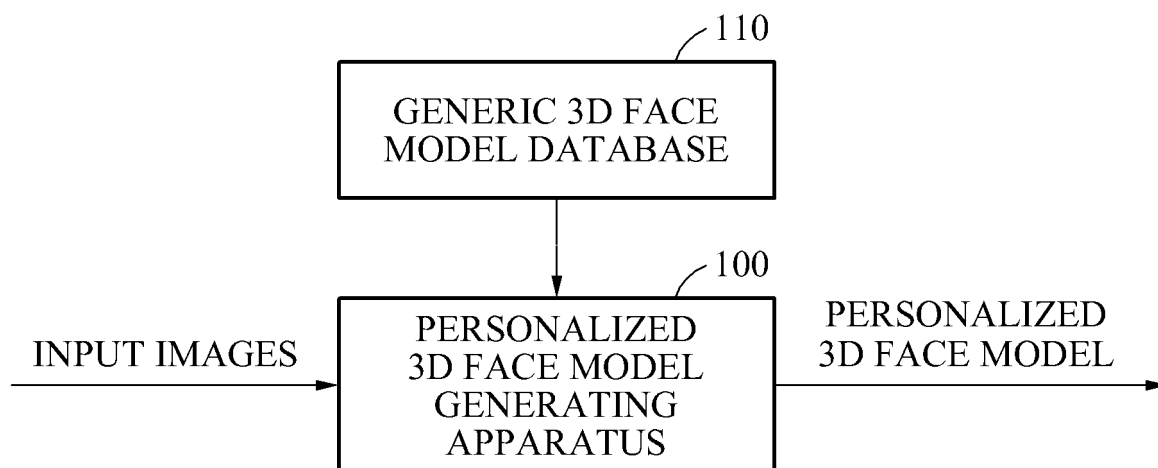 110
GENERIC 3D FACE
MODEL DATABASE
100
INPUT IMAGES
PERSONALIZED
3D FACE MODEL
GENERATING
APPARATUS
PERSONALIZED
3D FACE MODEL